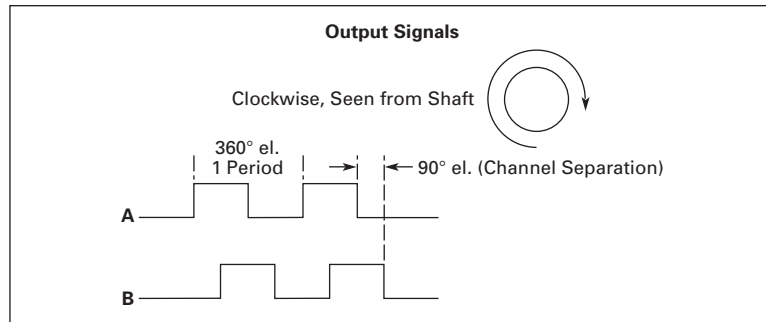 Output Signals
Clockwise, Seen from Shaft
360° el.
1 Period
90° el. (Channel Separation)
A
B